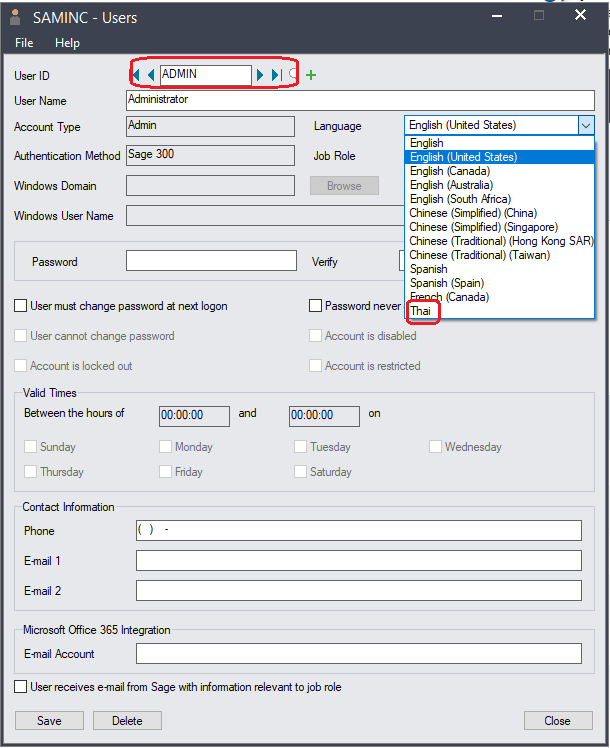 SAMINC - Users
File Help
User ID ADMIN
User Name Administrator
Account Type Admin Language English (United States)
English
English (United States)
Authentication Method Sage 300 Job Role
English (Canada)
Windows Domain Browse English (Australia)
English (South Africa)
Windows User Name Chinese (Simplified) (China)
Chinese (Simplified) (Singapore)
Chinese (Traditional) (Hong Kong SAR)
Chinese (Traditional) (Taiwan)
Password Verify Spanish
Spanish (Spain)
French (Canada)
User must change password at next logon Password never
Thai
User cannot change password Account is disabled
Account is locked out Account is restricted
Valid Times
Between the hours of 00:00:00 and 00:00:00 on
Sunday Monday Tuesday Wednesday
Thursday Friday Saturday
Contact Information
Phone ( ) -
E-mail 1
E-mail 2
Microsoft Office 365 Integration
E-mail Account
User receives e-mail from Sage with information relevant to job role
Save Delete Close